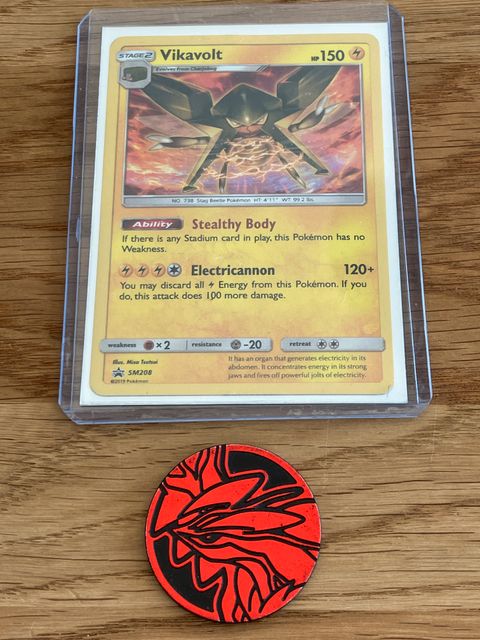 STAGE2 Vikavolt HP150
Evolves from Charjabug
NO. 738 Stag Beetle Pokémon HT: 4'11" WT: 99.2 lbs
Ability Stealthy Body
If there is any Stadium card in play, this Pokémon has no
Weakness.
Electricannon 120+
You may discard all Energy from this Pokémon. If you
do, this attack does 100 more damage.
weakness ×2 resistance -20 retreat
Illus. Misa Tsutsui
SM208
©2019 Pokémon
It has an organ that generates electricity in its
abdomen. It concentrates energy in its strong
jaws and fires off powerful jolts of electricity.